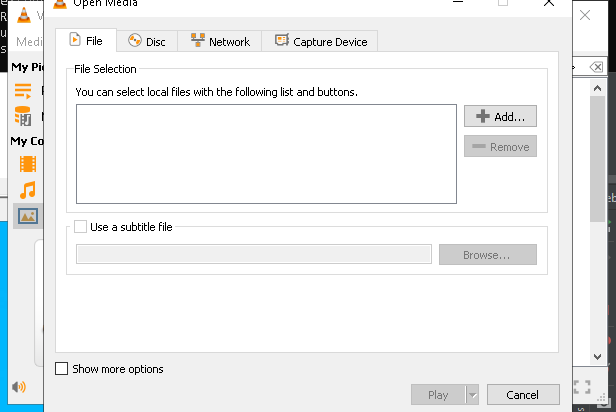 Open Media
Medi
File
Disc
Network
Capture Device
My Pi
File Selection
You can select local files with the following list and buttons.
Add...
Remove
My Co
Use a subtitle file
Browse...
Show more options
Play
Cancel